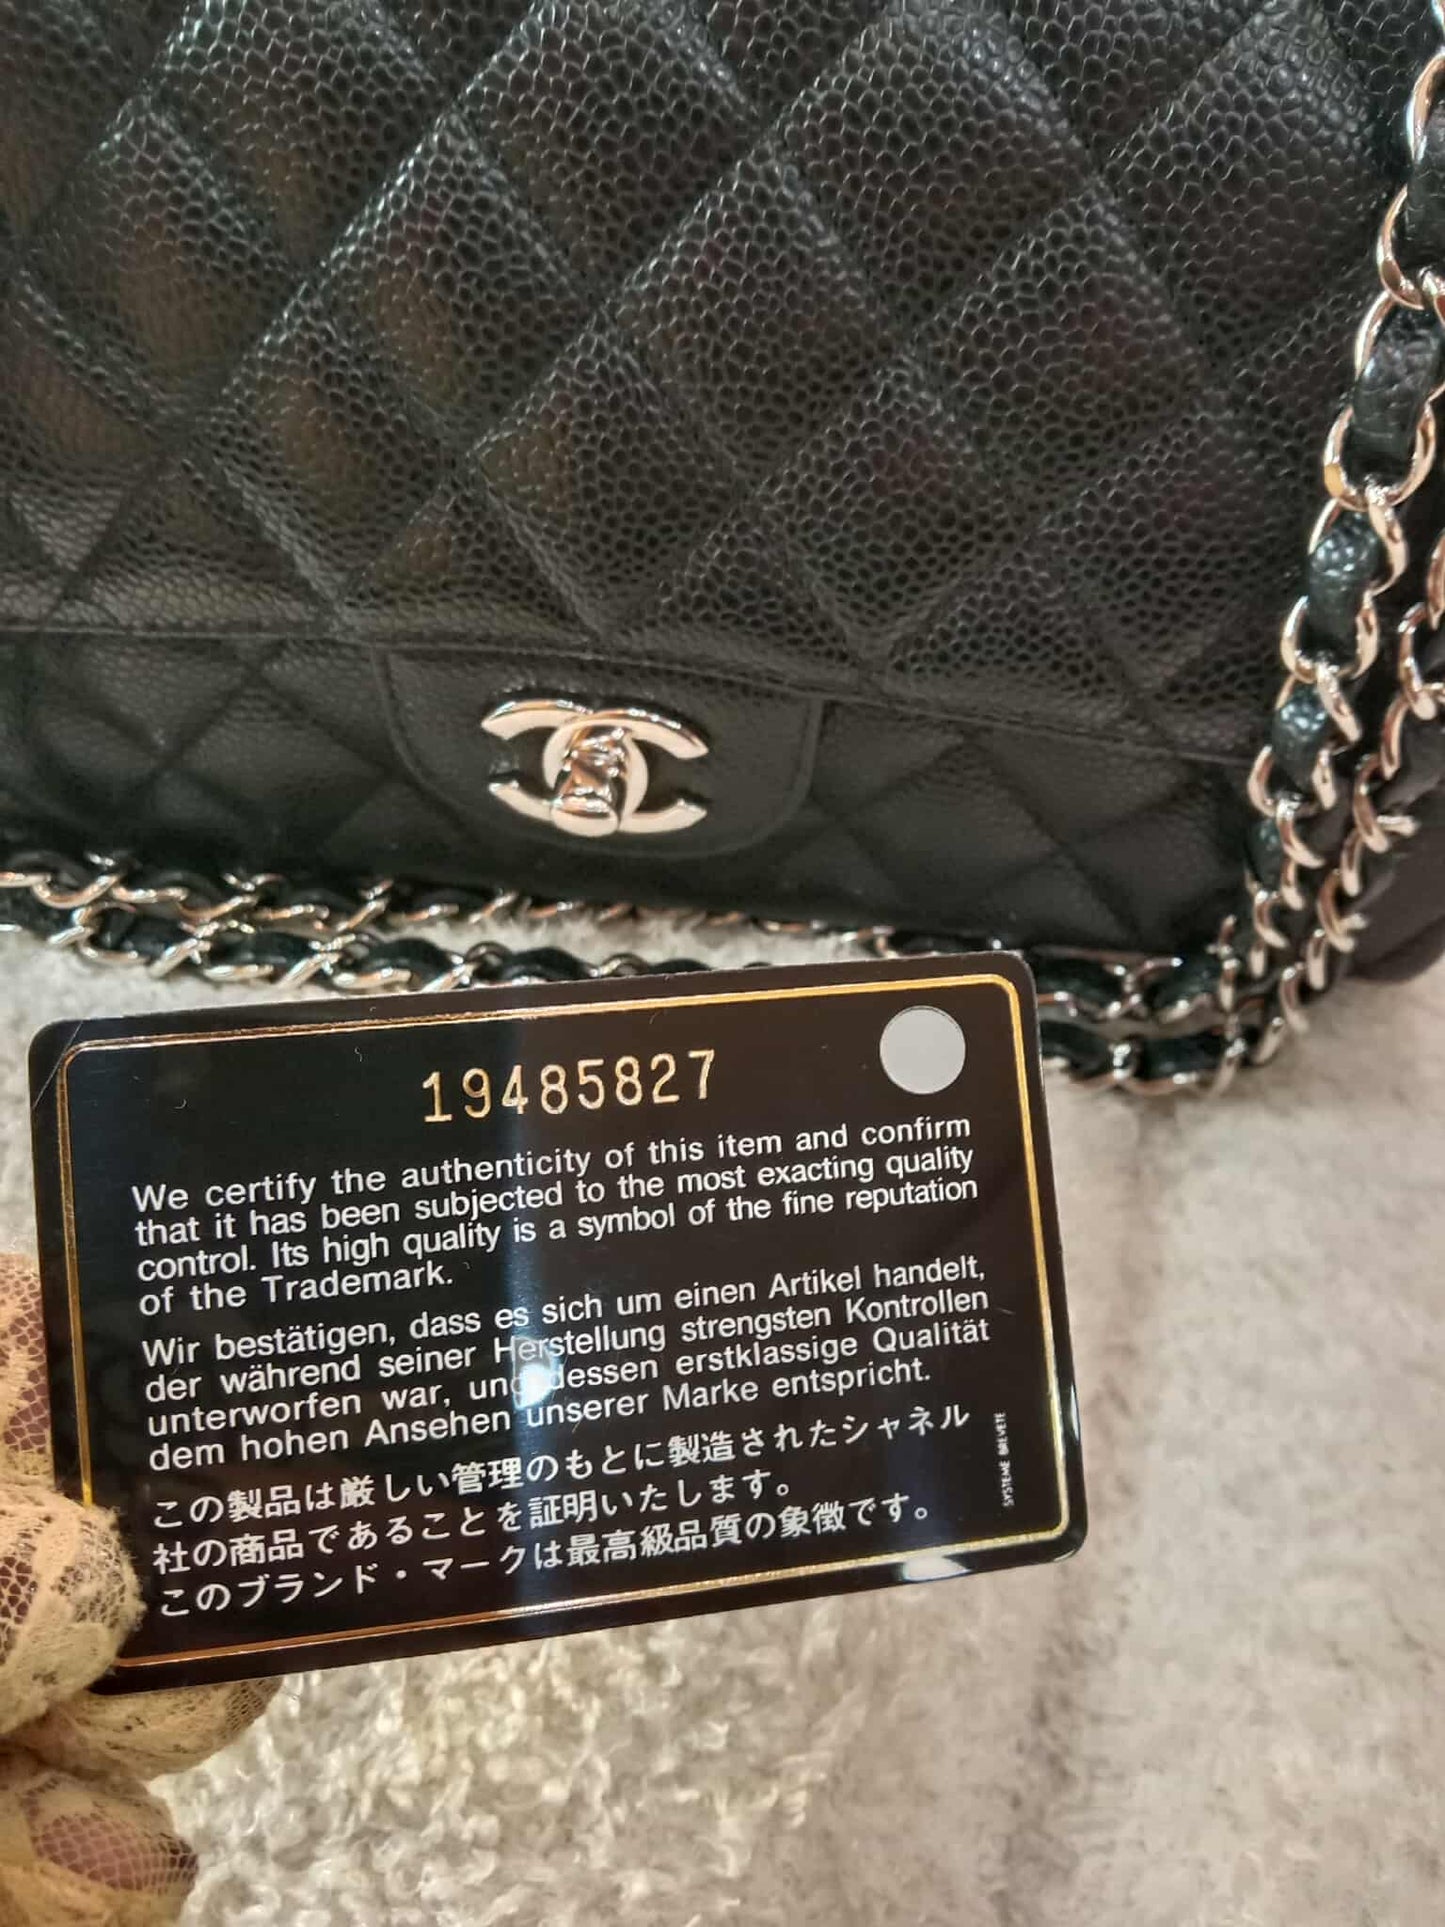 19485827
We certify the authenticity of this item and confirm
that it has been subjected to the most exacting quality
control. Its high quality is a symbol of the fine reputation
of the Trademark.
Wir bestätigen, dass es sich um einen Artikel handelt,
der während seiner Herstellung strengsten Kontrollen
unterworfen war, und dessen erstklassige Qualität
dem hohen Ansehen unserer Marke entspricht.
この製品は厳しい管理のもとに製造されたシャネル
社の商品であることを証明いたします。
このブランド・マークは最高級品質の象徴です。
SYSTEME BREVETE